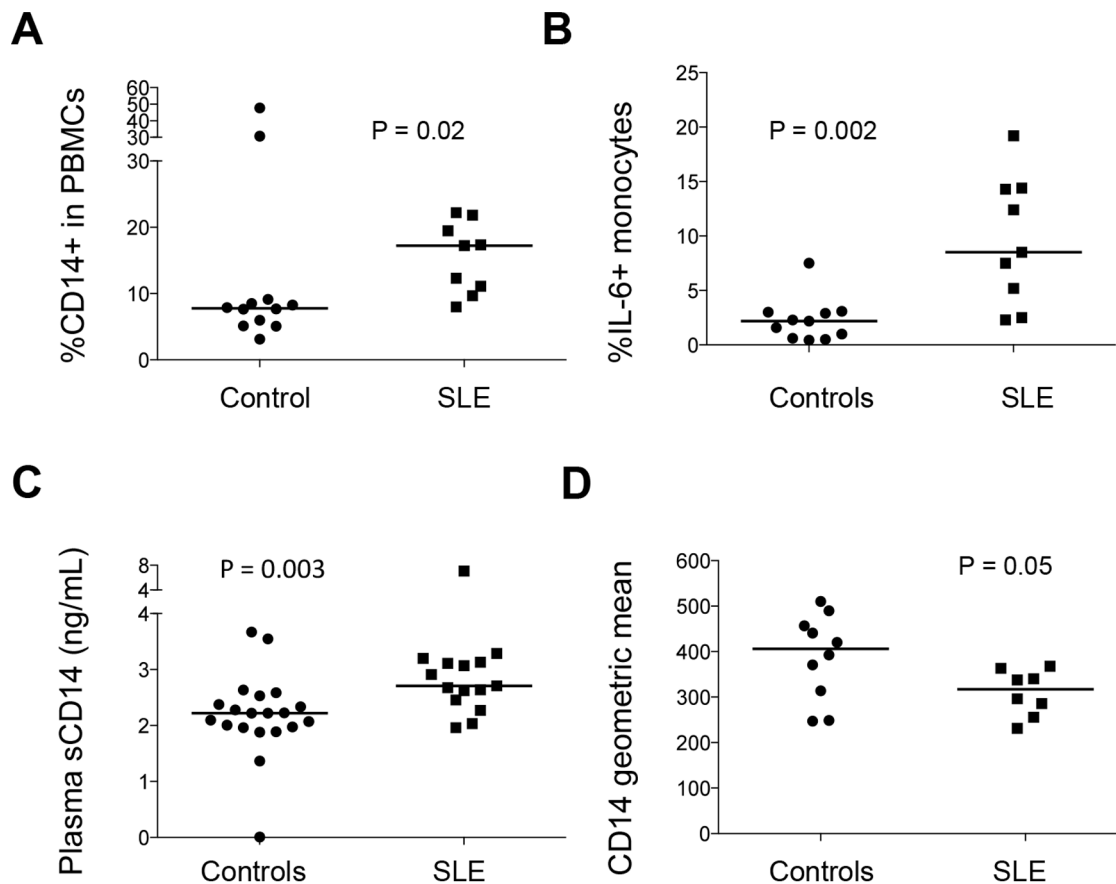 A
%CD14+ in PBMCs
60
50
40
30
30
20
10
0
P = 0.02
Control
SLE
B
%IL-6+ monocytes
25
20
15
10
5
0
P = 0.002
Controls
SLE
C
Plasma sCD14 (ng/mL)
8
4
4
3
2
1
0
P = 0.003
Controls
SLE
D
CD14 geometric mean
600
500
400
300
200
100
0
P = 0.05
Controls
SLE